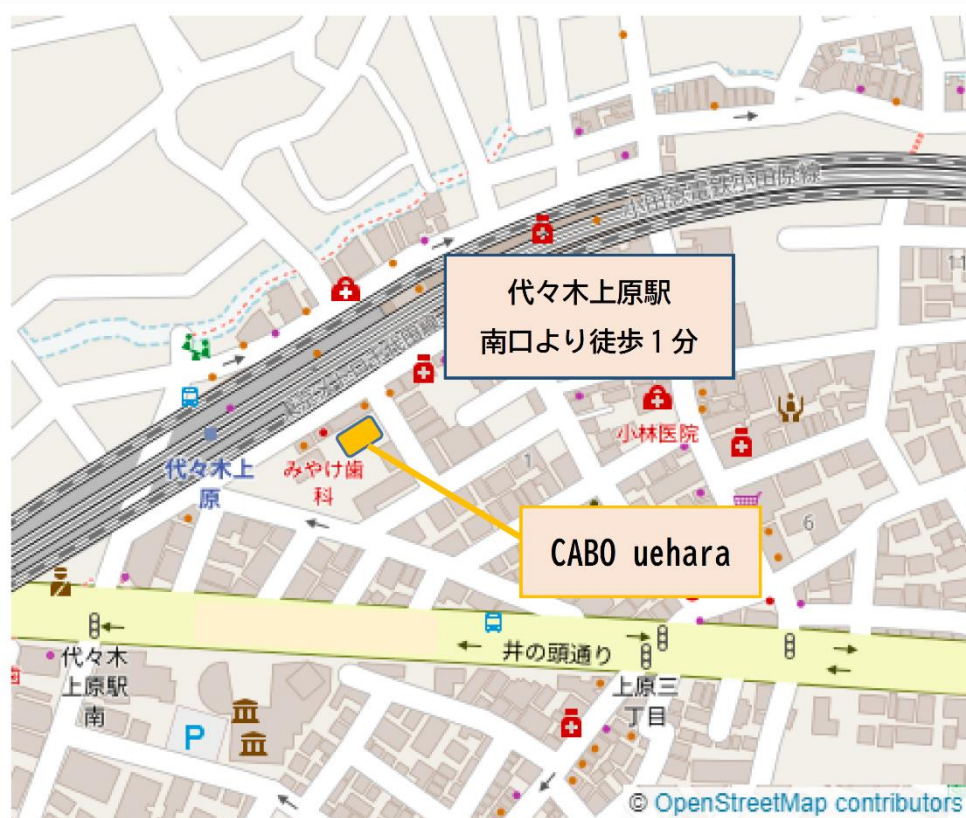 小田急電鉄小田原線
11
代々木上原駅
南口より徒歩1分
小林医院
代々木上
原
みやけ歯
科
1
6
CABO uehara
井の頭通り
代々木
上原駅
南
上原三
丁目
P
© OpenStreetMap contributors